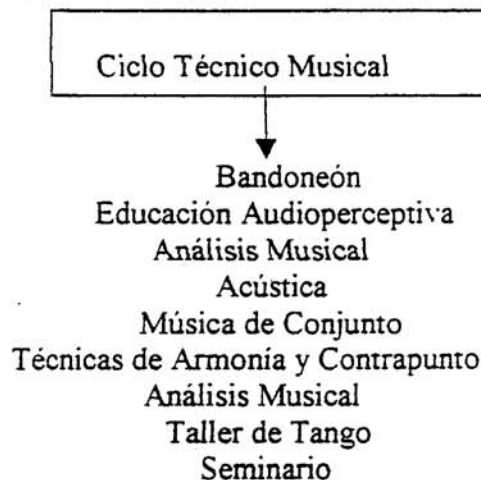 Ciclo Técnico Musical
Bandoneón
Educación Audioperceptiva
Análisis Musical
Acústica
Música de Conjunto
Técnicas de Armonía y Contrapunto
Análisis Musical
Taller de Tango
Seminario